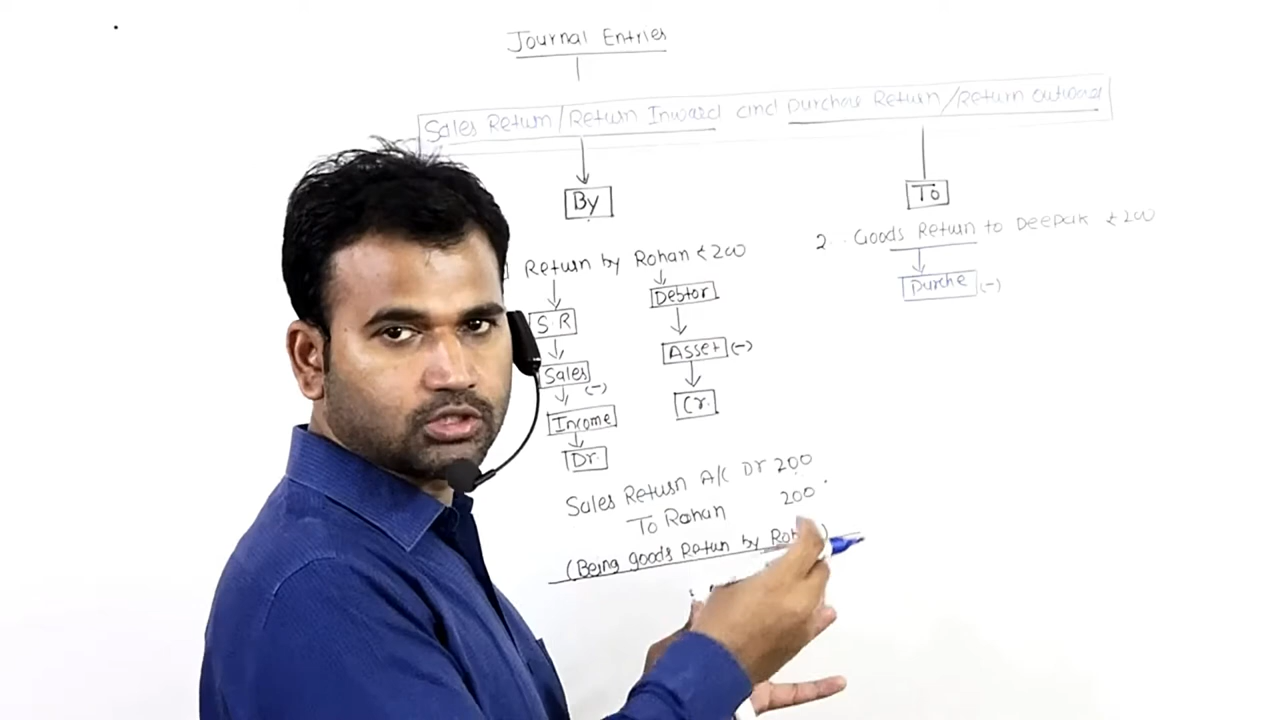 Journal Entries
Sales Return/Return Inward and Purchase Return/Return outward
By
To
Return by Rohan ₹200
2. Goods Return to Deepak ₹200
S.R
Debtor
Purche (-)
Sales (-)
Asset (-)
Income
Cr.
Dr.
Sales Return A/C Dr 200
To Rohan 200
(Being goods Retun by